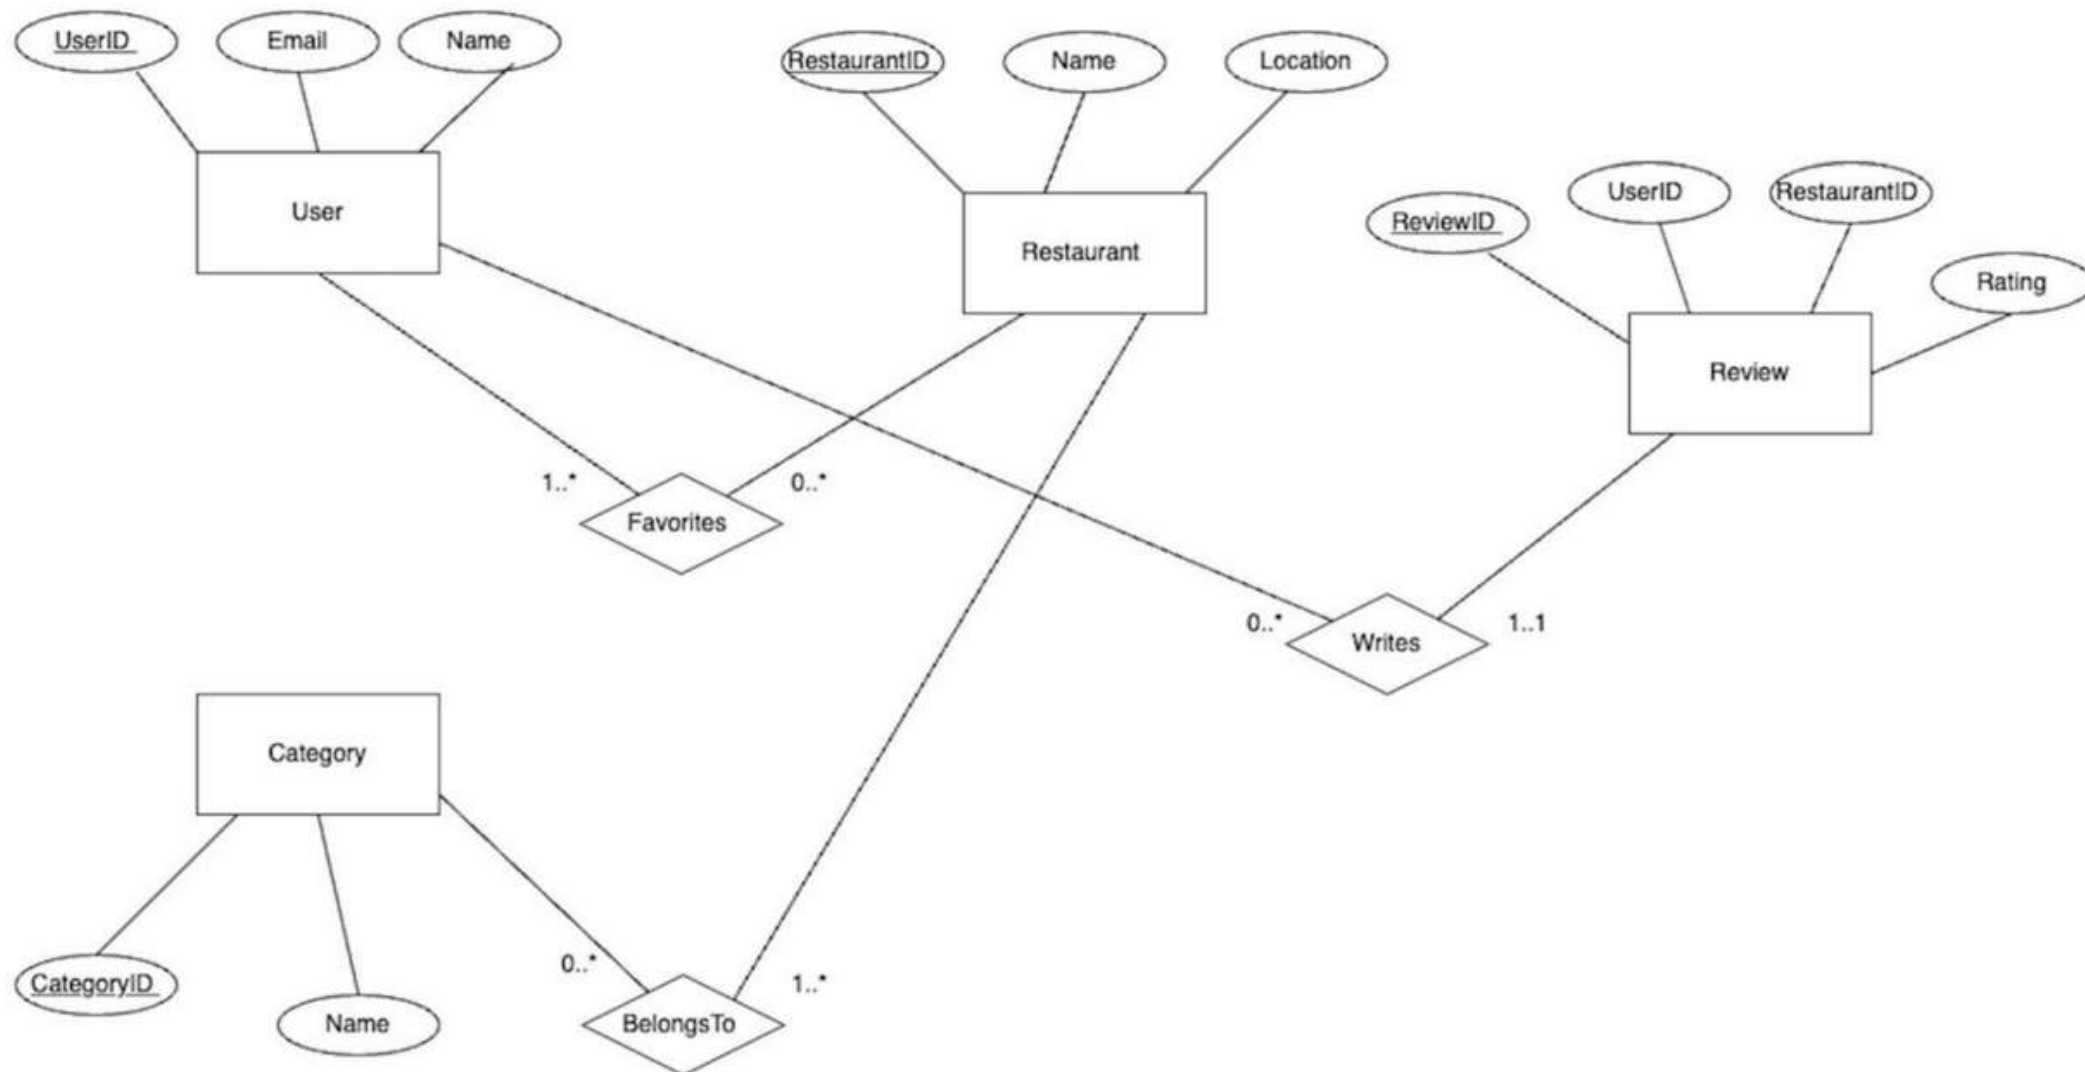 UserID
Email
Name
RestaurantID
Name
Location
UserID
RestaurantID
ReviewID
Rating
User
Restaurant
Review
1..*
0..*
Favorites
0..*
1..1
Writes
Category
0..*
1..*
CategoryID
Name
BelongsTo